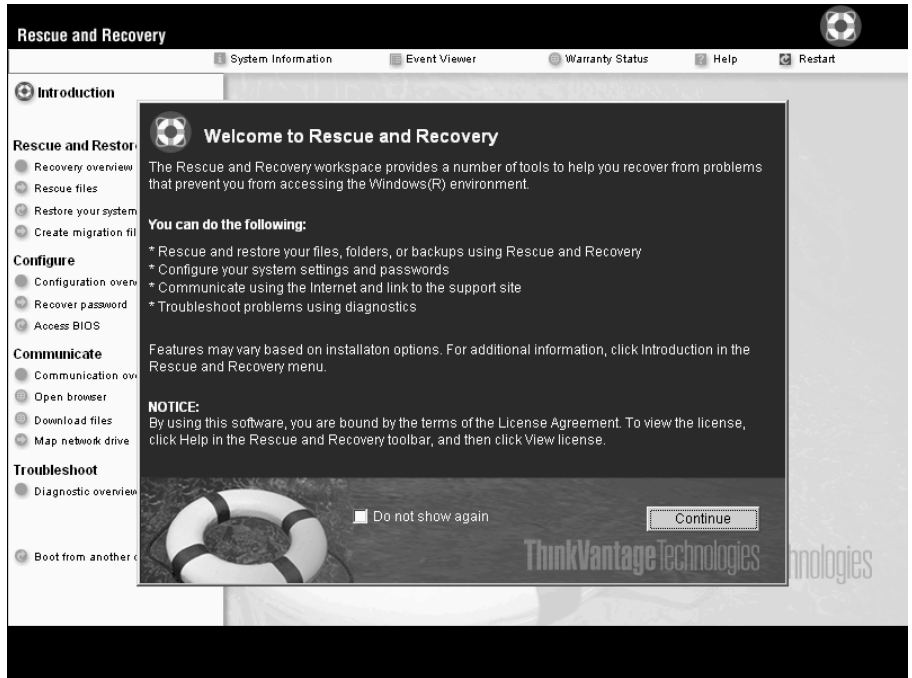 Rescue and Recovery
System Information Event Viewer Warranty Status Help Restart
Introduction
Rescue and Restor
Recovery overview
Rescue files
Restore your system
Create migration fil
Configure
Configuration overv
Recover password
Access BIOS
Communicate
Communication ov
Open browser
Download files
Map network drive
Troubleshoot
Diagnostic overview
Boot from another
Welcome to Rescue and Recovery
The Rescue and Recovery workspace provides a number of tools to help you recover from problems
that prevent you from accessing the Windows(R) environment.
You can do the following:
* Rescue and restore your files, folders, or backups using Rescue and Recovery
* Configure your system settings and passwords
* Communicate using the Internet and link to the support site
* Troubleshoot problems using diagnostics
Features may vary based on installaton options. For additional information, click Introduction in the
Rescue and Recovery menu.
NOTICE:
By using this software, you are bound by the terms of the License Agreement. To view the license,
click Help in the Rescue and Recovery toolbar, and then click View license.
Do not show again
Continue
ThinkVantage Technologies
hnologies